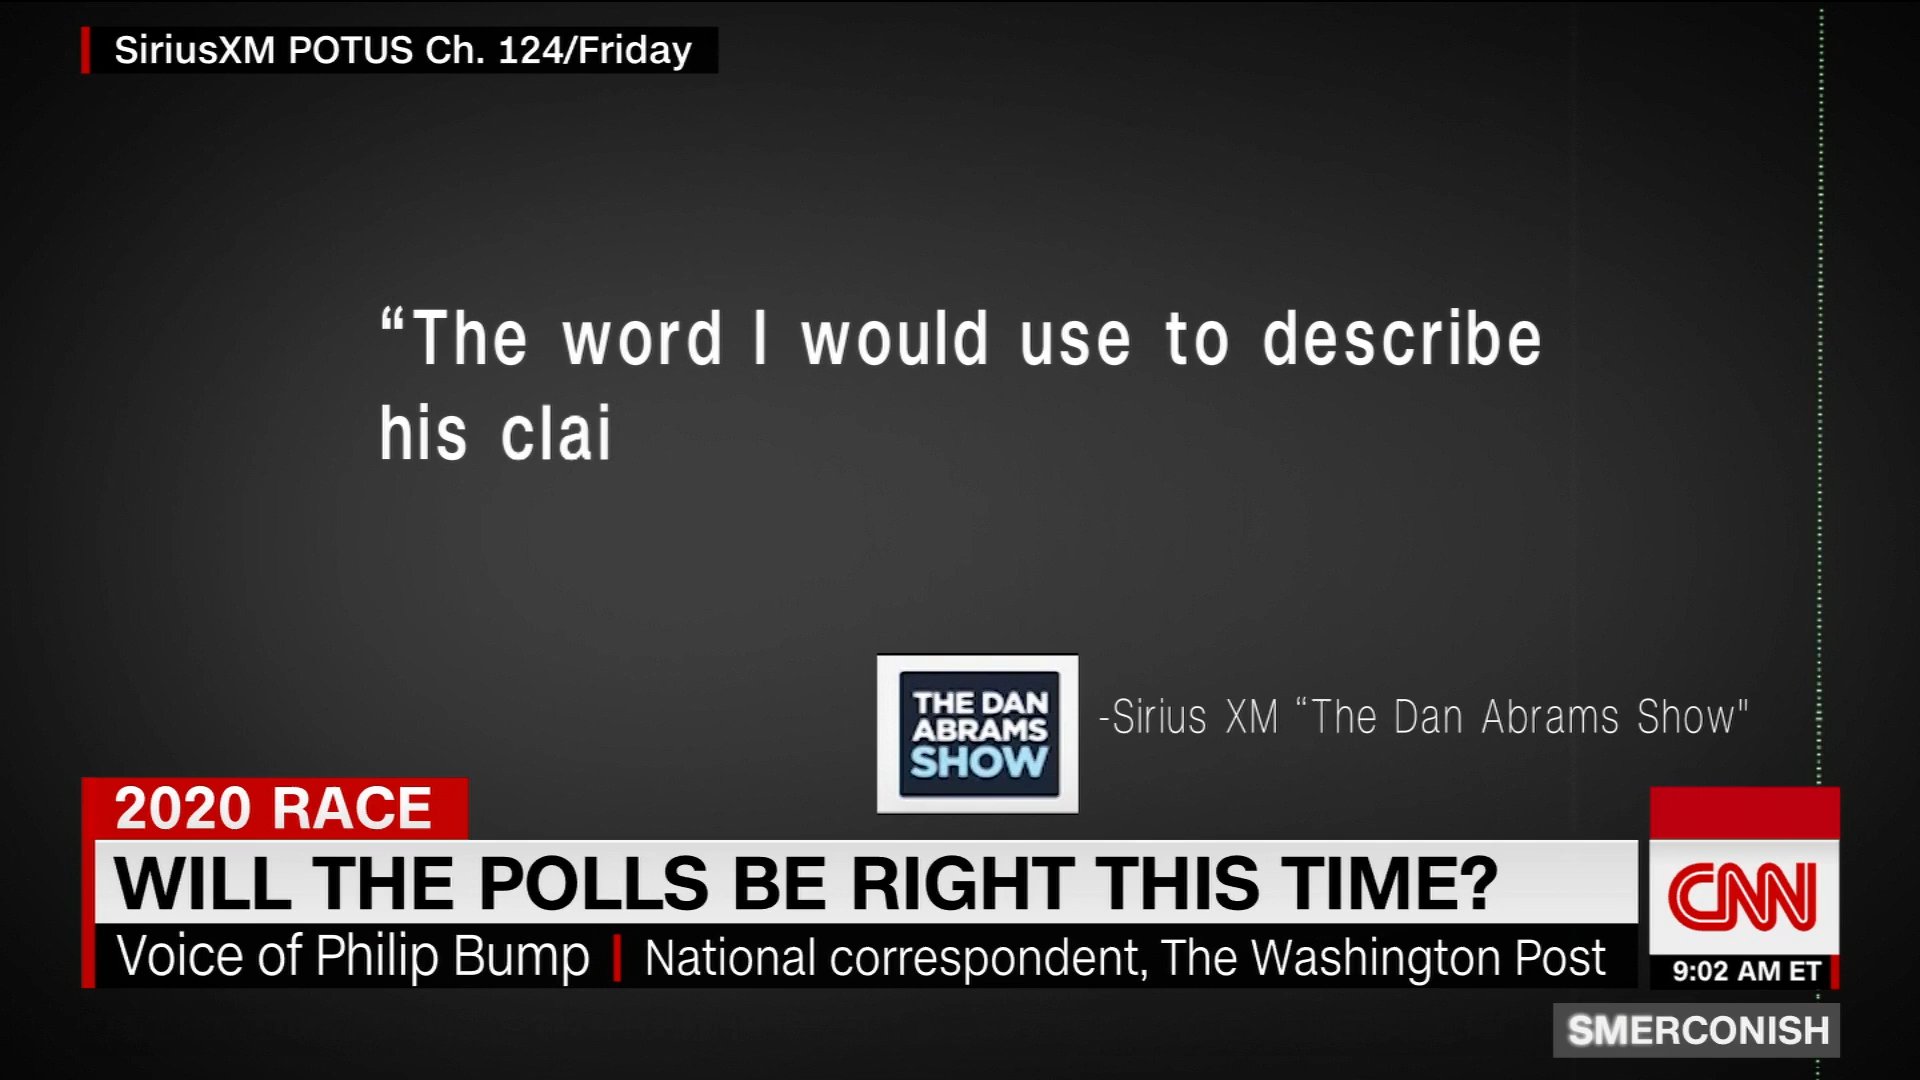 SiriusXM POTUS Ch. 124/Friday
“The word I would use to describe
his clai
THE DAN
ABRAMS
SHOW
-Sirius XM “The Dan Abrams Show"
2020 RACE
WILL THE POLLS BE RIGHT THIS TIME?
Voice of Philip Bump | National correspondent, The Washington Post
CNN
9:02 AM ET
SMERCONISH